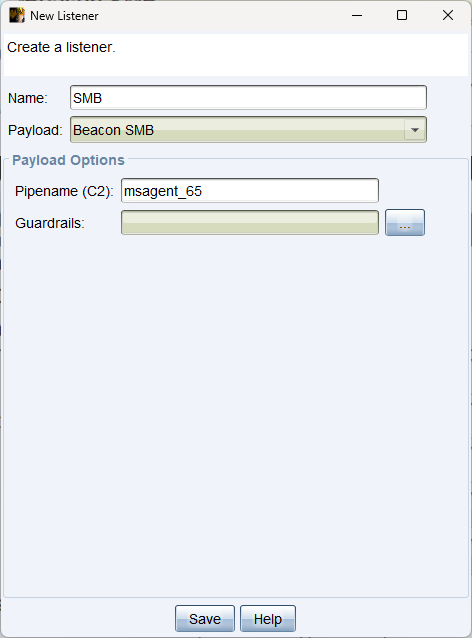 New Listener
Create a listener.
Name: SMB
Payload: Beacon SMB
Payload Options
Pipename (C2): msagent_65
Guardrails: ...
Save Help